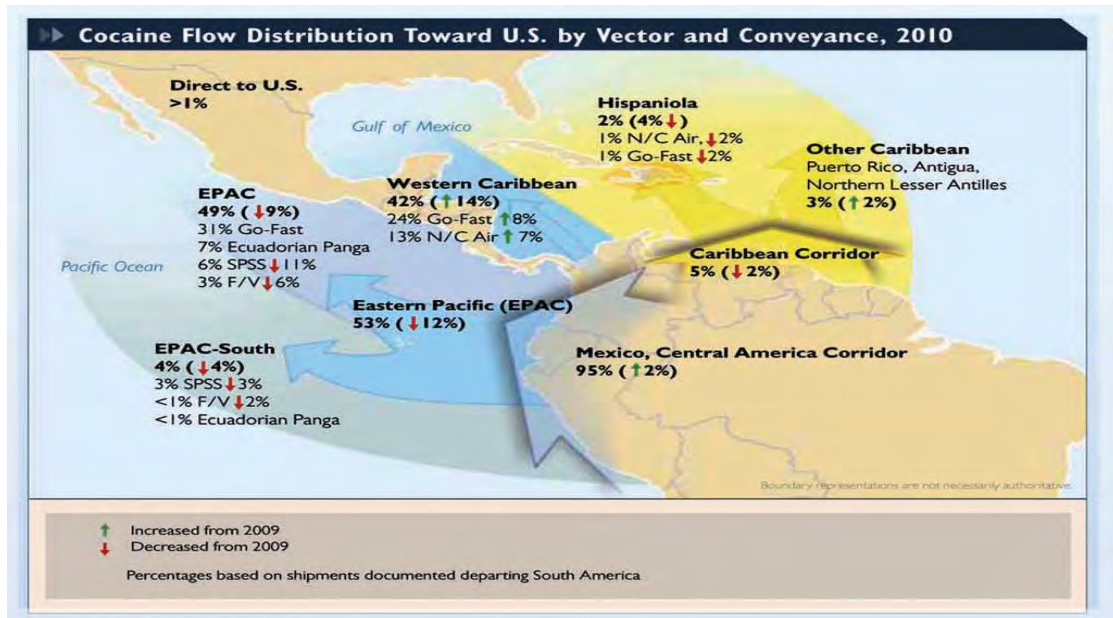 Cocaine Flow Distribution Toward U.S. by Vector and Conveyance, 2010
Direct to U.S.
>1%
Gulf of Mexico
Hispaniola
2% (4%↓)
1% N/C Air,↓2%
1% Go-Fast↓2%
Other Caribbean
Puerto Rico, Antigua,
Northern Lesser Antilles
3% (↑2%)
EPAC
49% (↓9%)
31% Go-Fast
7% Ecuadorian Panga
6% SPSS↓11%
3% F/V↓6%
Western Caribbean
42% (↑14%)
24% Go-Fast ↑8%
13% N/C Air↑ 7%
Pacific Ocean
Caribbean Corridor
5% (↓2%)
Eastern Pacific (EPAC)
53% (↓12%)
EPAC-South
4% (↓4%)
3% SPSS↓3%
<1% F/V↓2%
<1% Ecuadorian Panga
Mexico, Central America Corridor
95% (↑2%)
Boundary representations are not necessarily authoritative.
↑ Increased from 2009
↓ Decreased from 2009
Percentages based on shipments documented departing South America